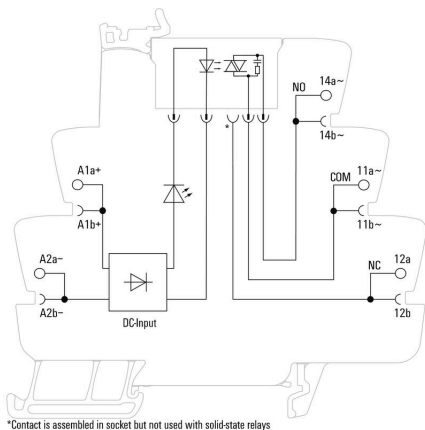 14a~
NO
14b~
*
A1a+
COM
11a~
A1b+
11b~
A2a-
12a
NC
A2b-
DC-Input
12b
*Contact is assembled in socket but not used with solid-state relays